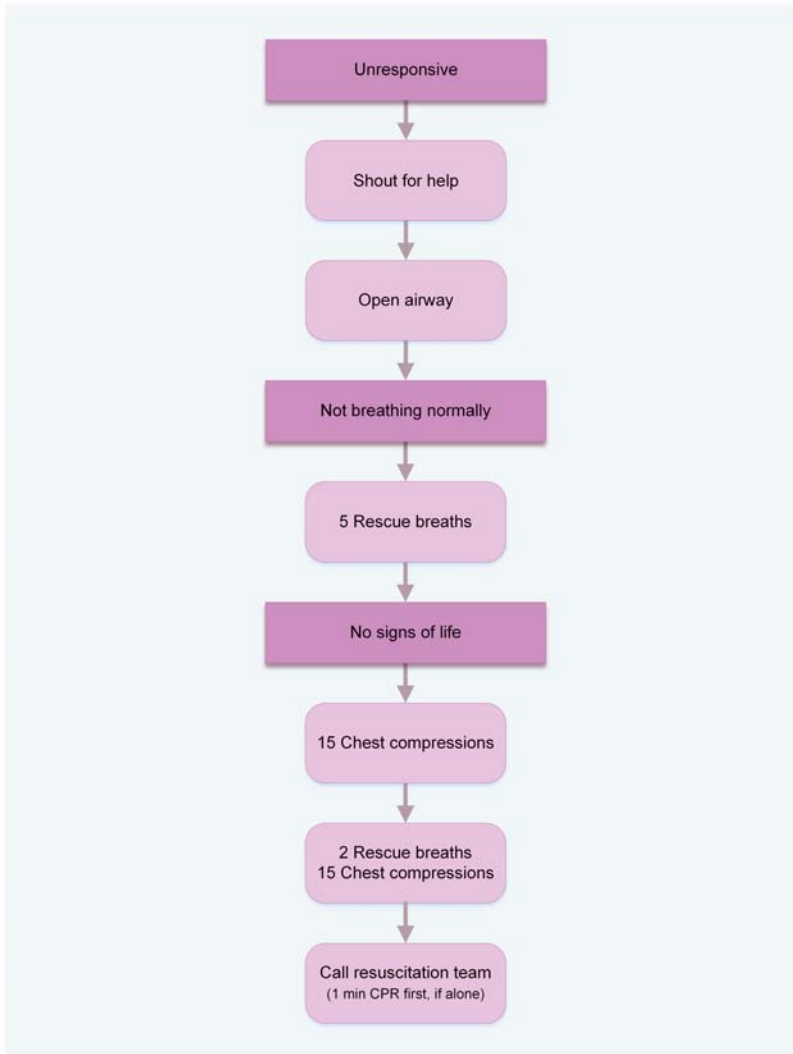 Unresponsive
Shout for help
Open airway
Not breathing normally
5 Rescue breaths
No signs of life
15 Chest compressions
2 Rescue breaths
15 Chest compressions
Call resuscitation team
(1 min CPR first, if alone)